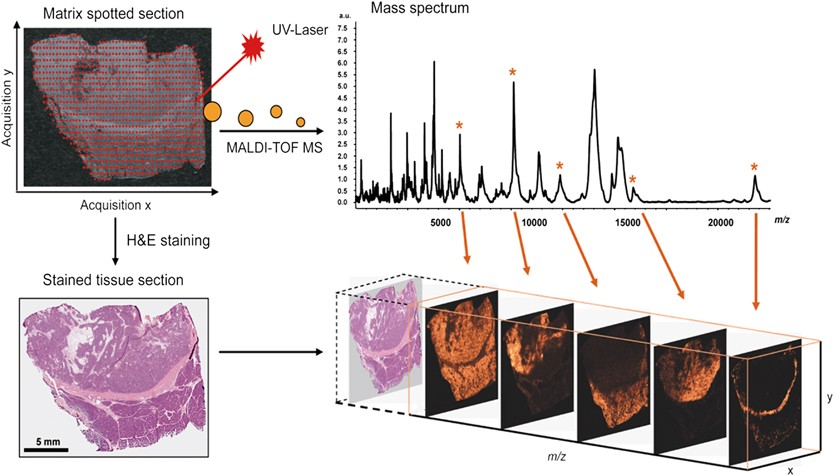 Matrix spotted section
UV-Laser
Acquisition y
Acquisition x
MALDI-TOF MS
Mass spectrum
a.u.
7.5
7.0
6.5
6.0
5.5
5.0
4.5
4.0
3.5
3.0
2.5
2.0
1.5
1.0
0.5
0.0
* * * * *
5000 10000 15000 20000 m/z
H&E staining
Stained tissue section
5 mm
m/z
y
x